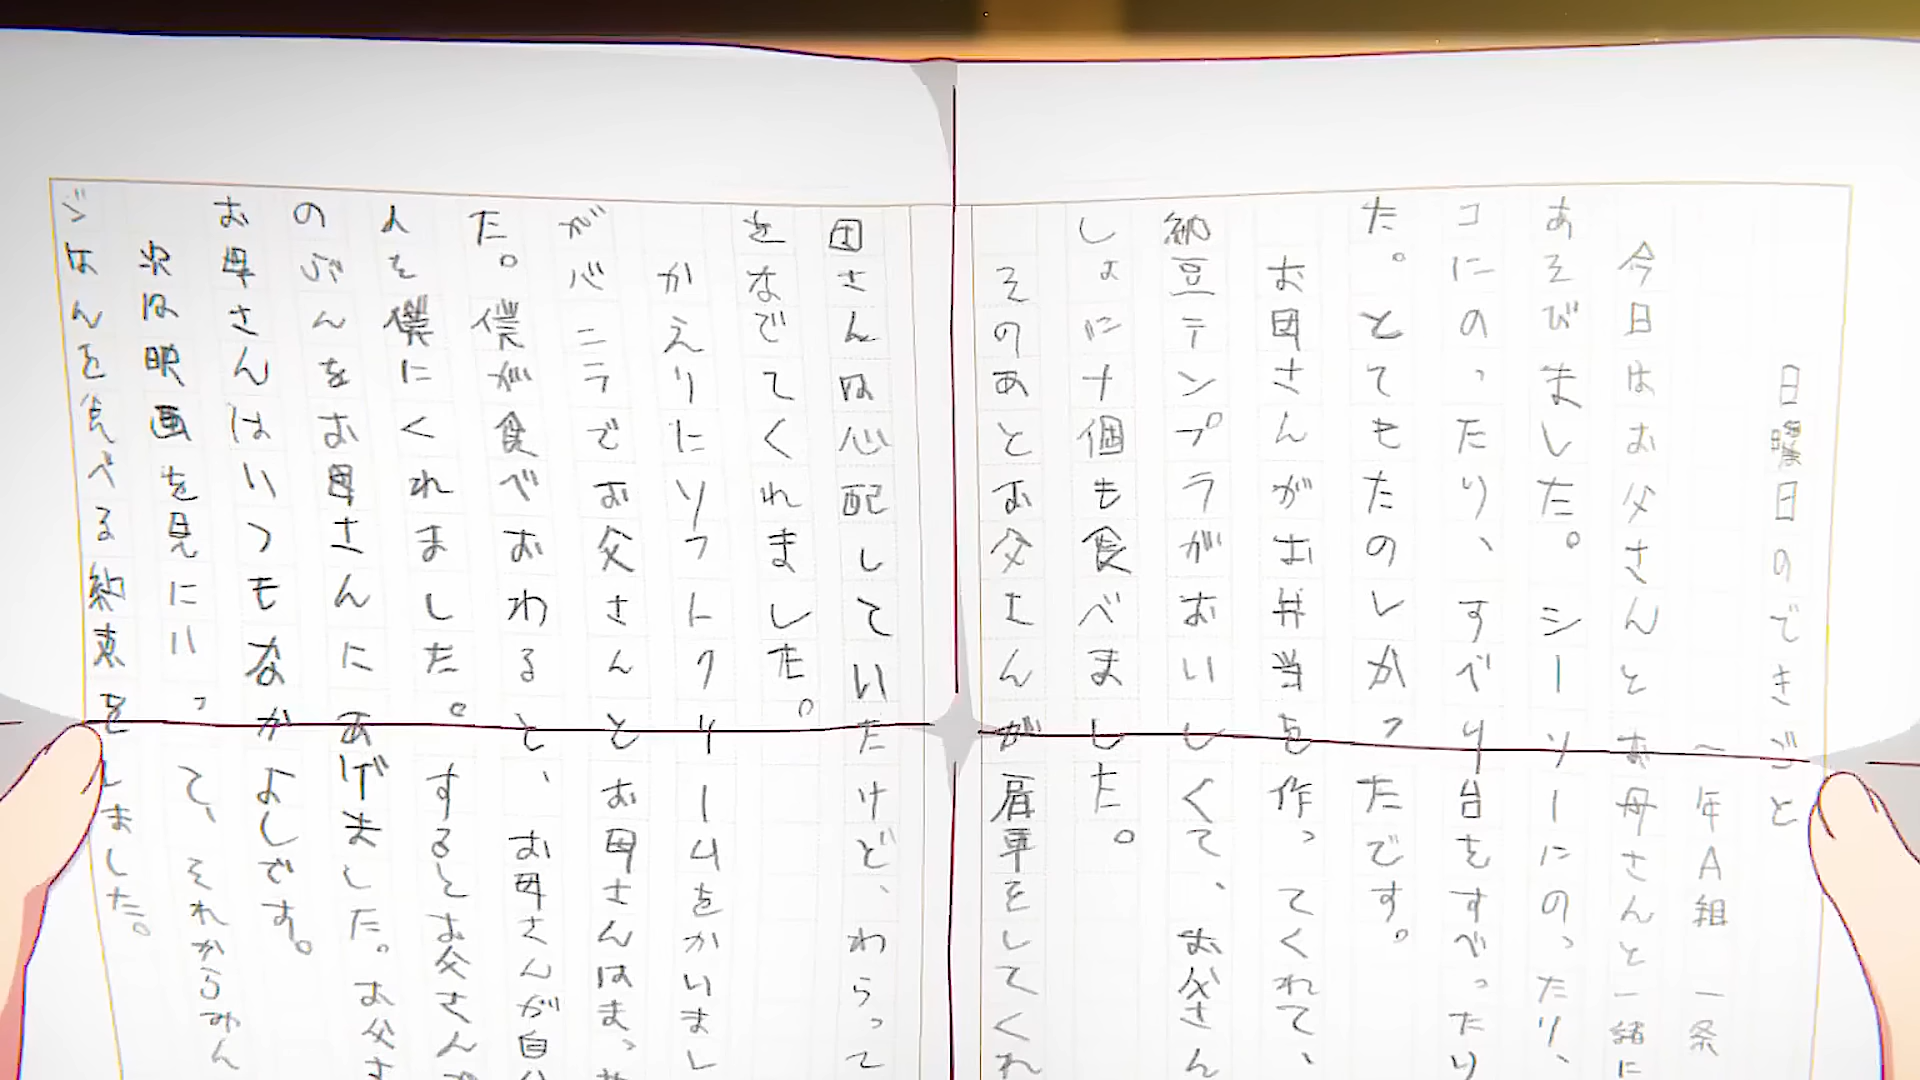 日曜日のできごと
一年A組 一条
今日はお父さんとお母さんと一緒に
あそびました。シーソーにのったり、
コにのったり、すべり台をすべったり
た。とてもたのしかったです。
お母さんがお弁当を作ってくれて、
納豆テンプラがおいしくて、お父さん
しょに十個も食べました。
そのあとお父さんが肩車をしてくれ
母さんは心配していたけど、わらって
をなでてくれました。
かえりにソフトクリームをかいまし
がバニラでお父さんとお母さんはまっ
た。僕が食べおわると、お母さんが自
んを僕にくれました。するとお父さん
のぶんをお母さんにあげました。お父さ
お母さんはいつもなかよしです。
次は映画を見にいって、それからみん
ごはんを食べる約束をしました。